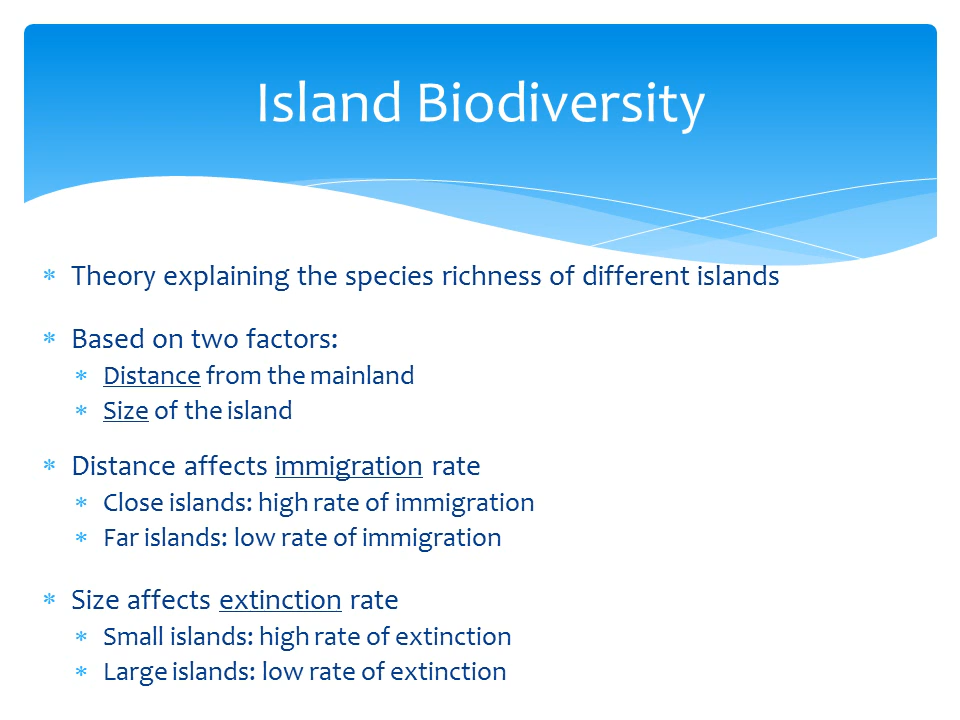 Island Biodiversity
* Theory explaining the species richness of different islands
* Based on two factors:
* Distance from the mainland
* Size of the island
* Distance affects immigration rate
* Close islands: high rate of immigration
* Far islands: low rate of immigration
* Size affects extinction rate
* Small islands: high rate of extinction
* Large islands: low rate of extinction